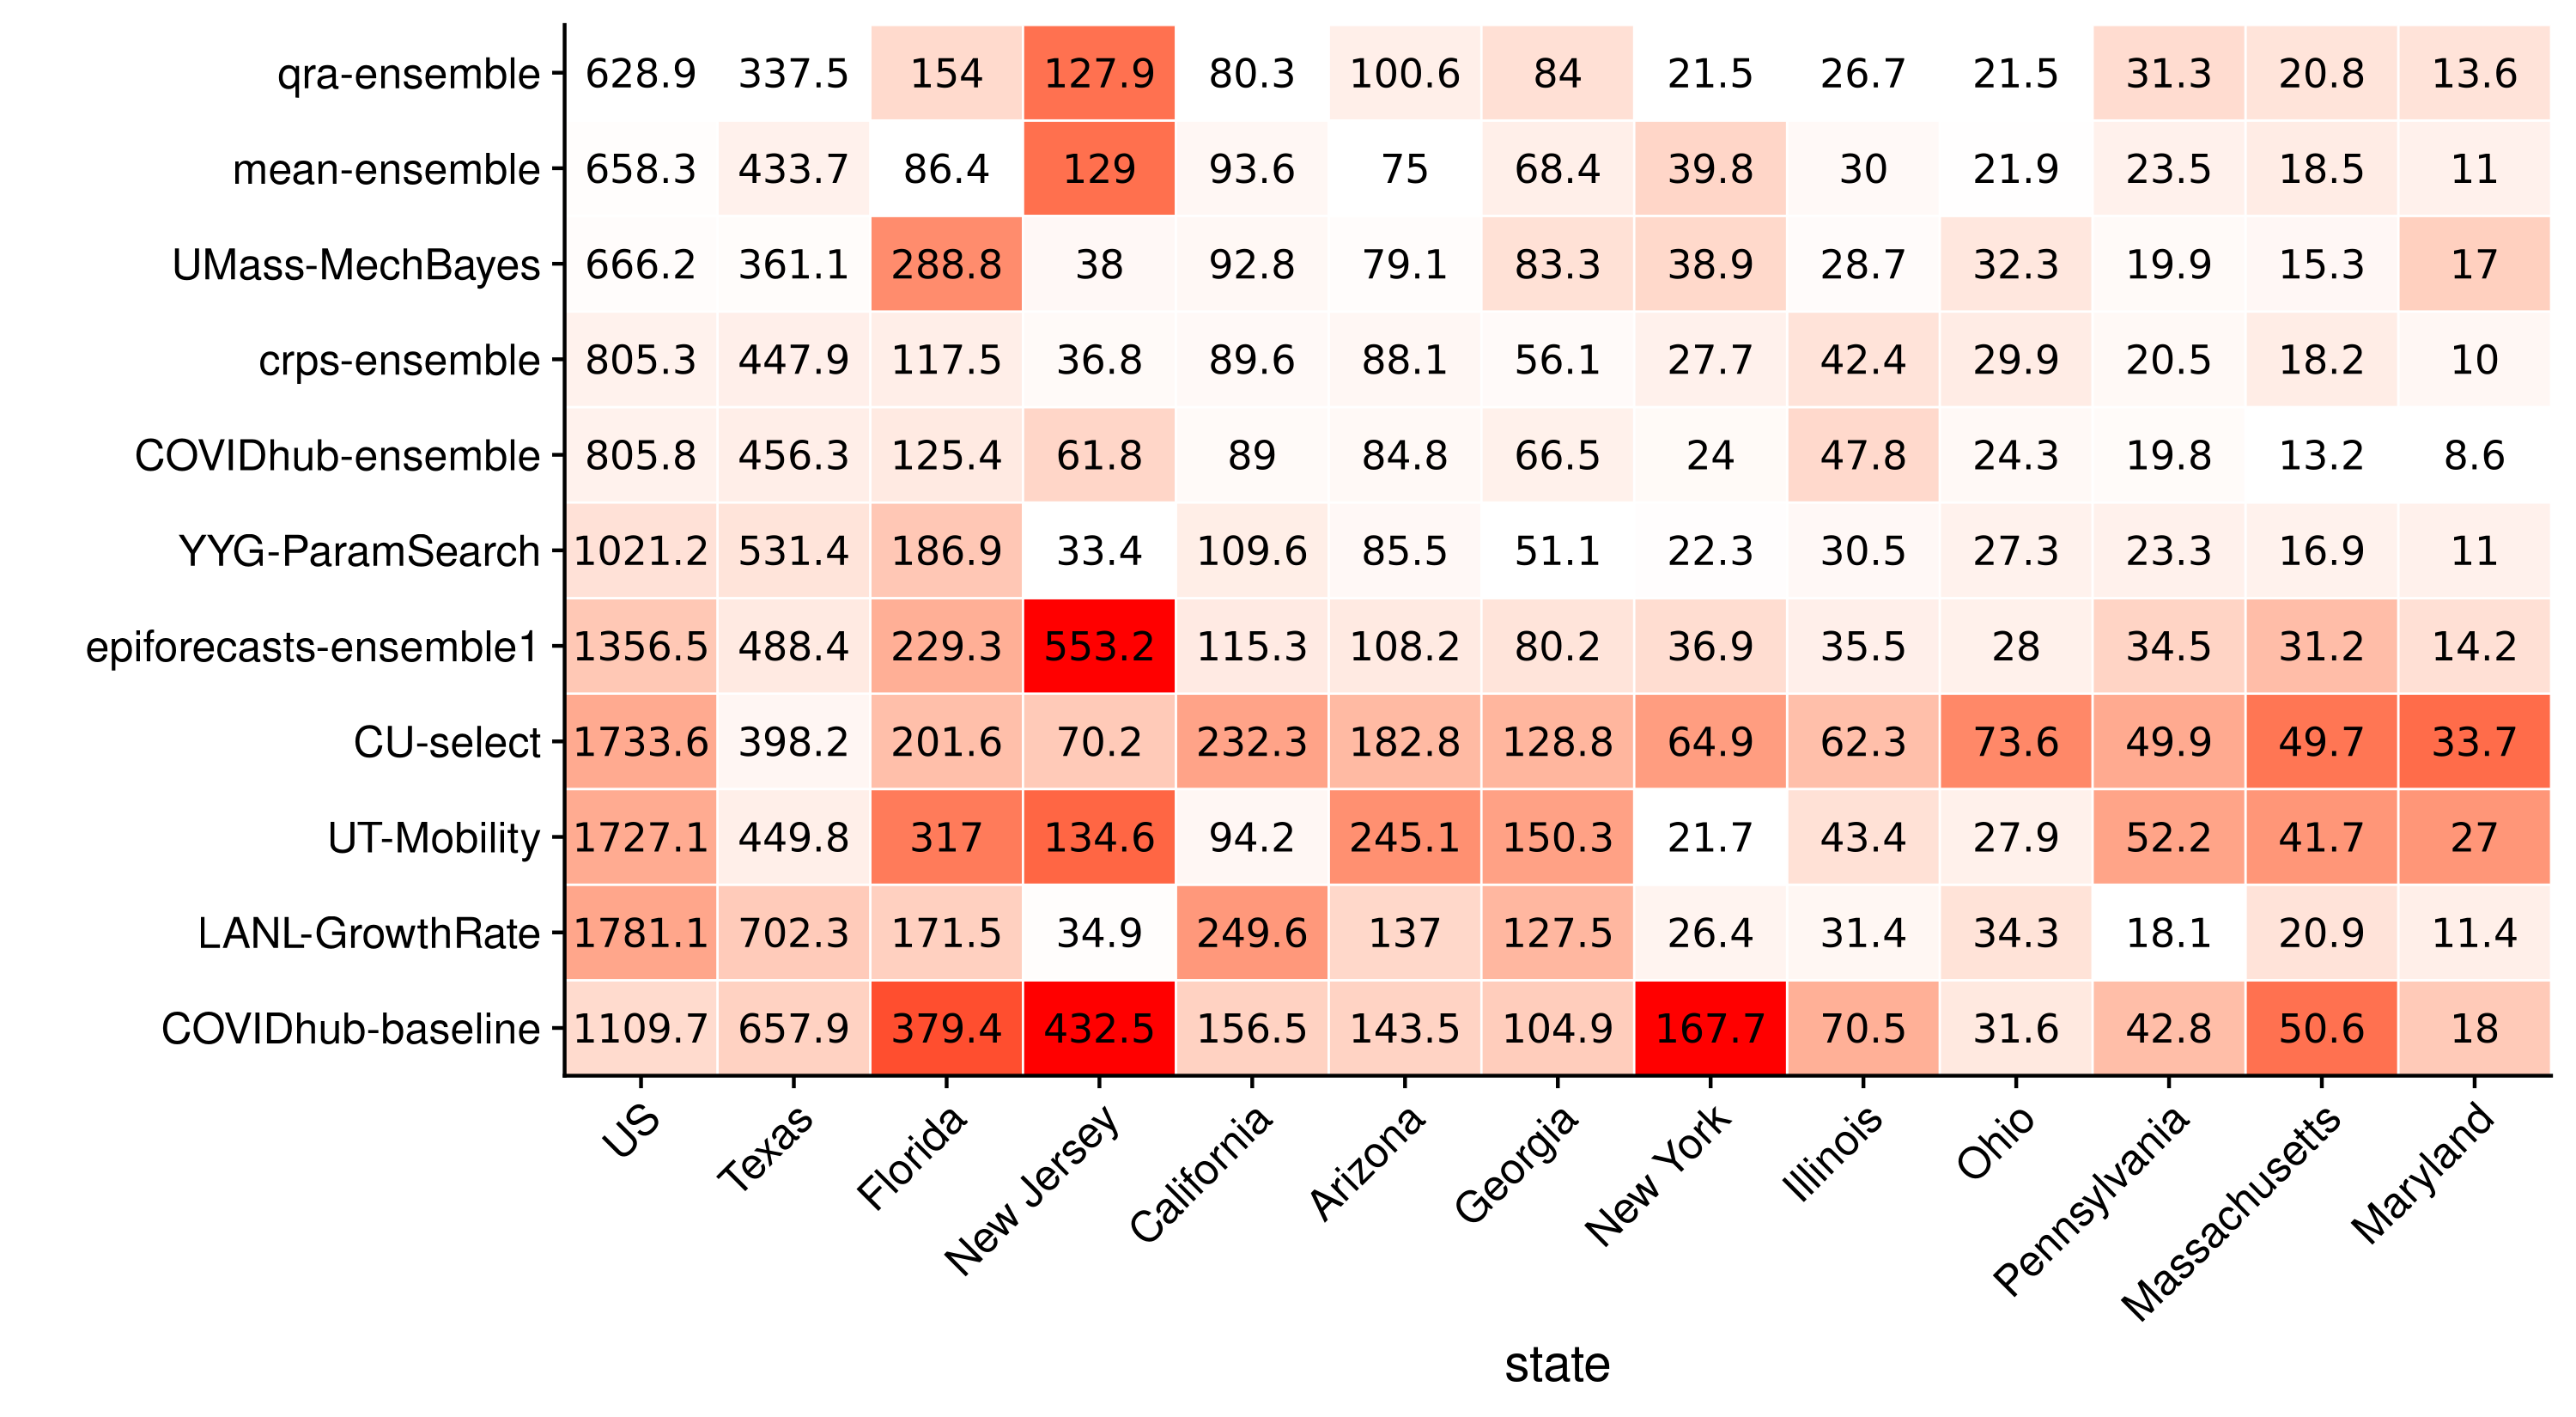 qra-ensemble 628.9 337.5 154 127.9 80.3 100.6 84 21.5 26.7 21.5 31.3 20.8 13.6
mean-ensemble 658.3 433.7 86.4 129 93.6 75 68.4 39.8 30 21.9 23.5 18.5 11
UMass-MechBayes 666.2 361.1 288.8 38 92.8 79.1 83.3 38.9 28.7 32.3 19.9 15.3 17
crps-ensemble 805.3 447.9 117.5 36.8 89.6 88.1 56.1 27.7 42.4 29.9 20.5 18.2 10
COVIDhub-ensemble 805.8 456.3 125.4 61.8 89 84.8 66.5 24 47.8 24.3 19.8 13.2 8.6
YYG-ParamSearch 1021.2 531.4 186.9 33.4 109.6 85.5 51.1 22.3 30.5 27.3 23.3 16.9 11
epiforecasts-ensemble1 1356.5 488.4 229.3 553.2 115.3 108.2 80.2 36.9 35.5 28 34.5 31.2 14.2
CU-select 1733.6 398.2 201.6 70.2 232.3 182.8 128.8 64.9 62.3 73.6 49.9 49.7 33.7
UT-Mobility 1727.1 449.8 317 134.6 94.2 245.1 150.3 21.7 43.4 27.9 52.2 41.7 27
LANL-GrowthRate 1781.1 702.3 171.5 34.9 249.6 137 127.5 26.4 31.4 34.3 18.1 20.9 11.4
COVIDhub-baseline 1109.7 657.9 379.4 432.5 156.5 143.5 104.9 167.7 70.5 31.6 42.8 50.6 18
US Texas Florida New Jersey California Arizona Georgia New York Illinois Ohio Pennsylvania Massachusetts Maryland
state